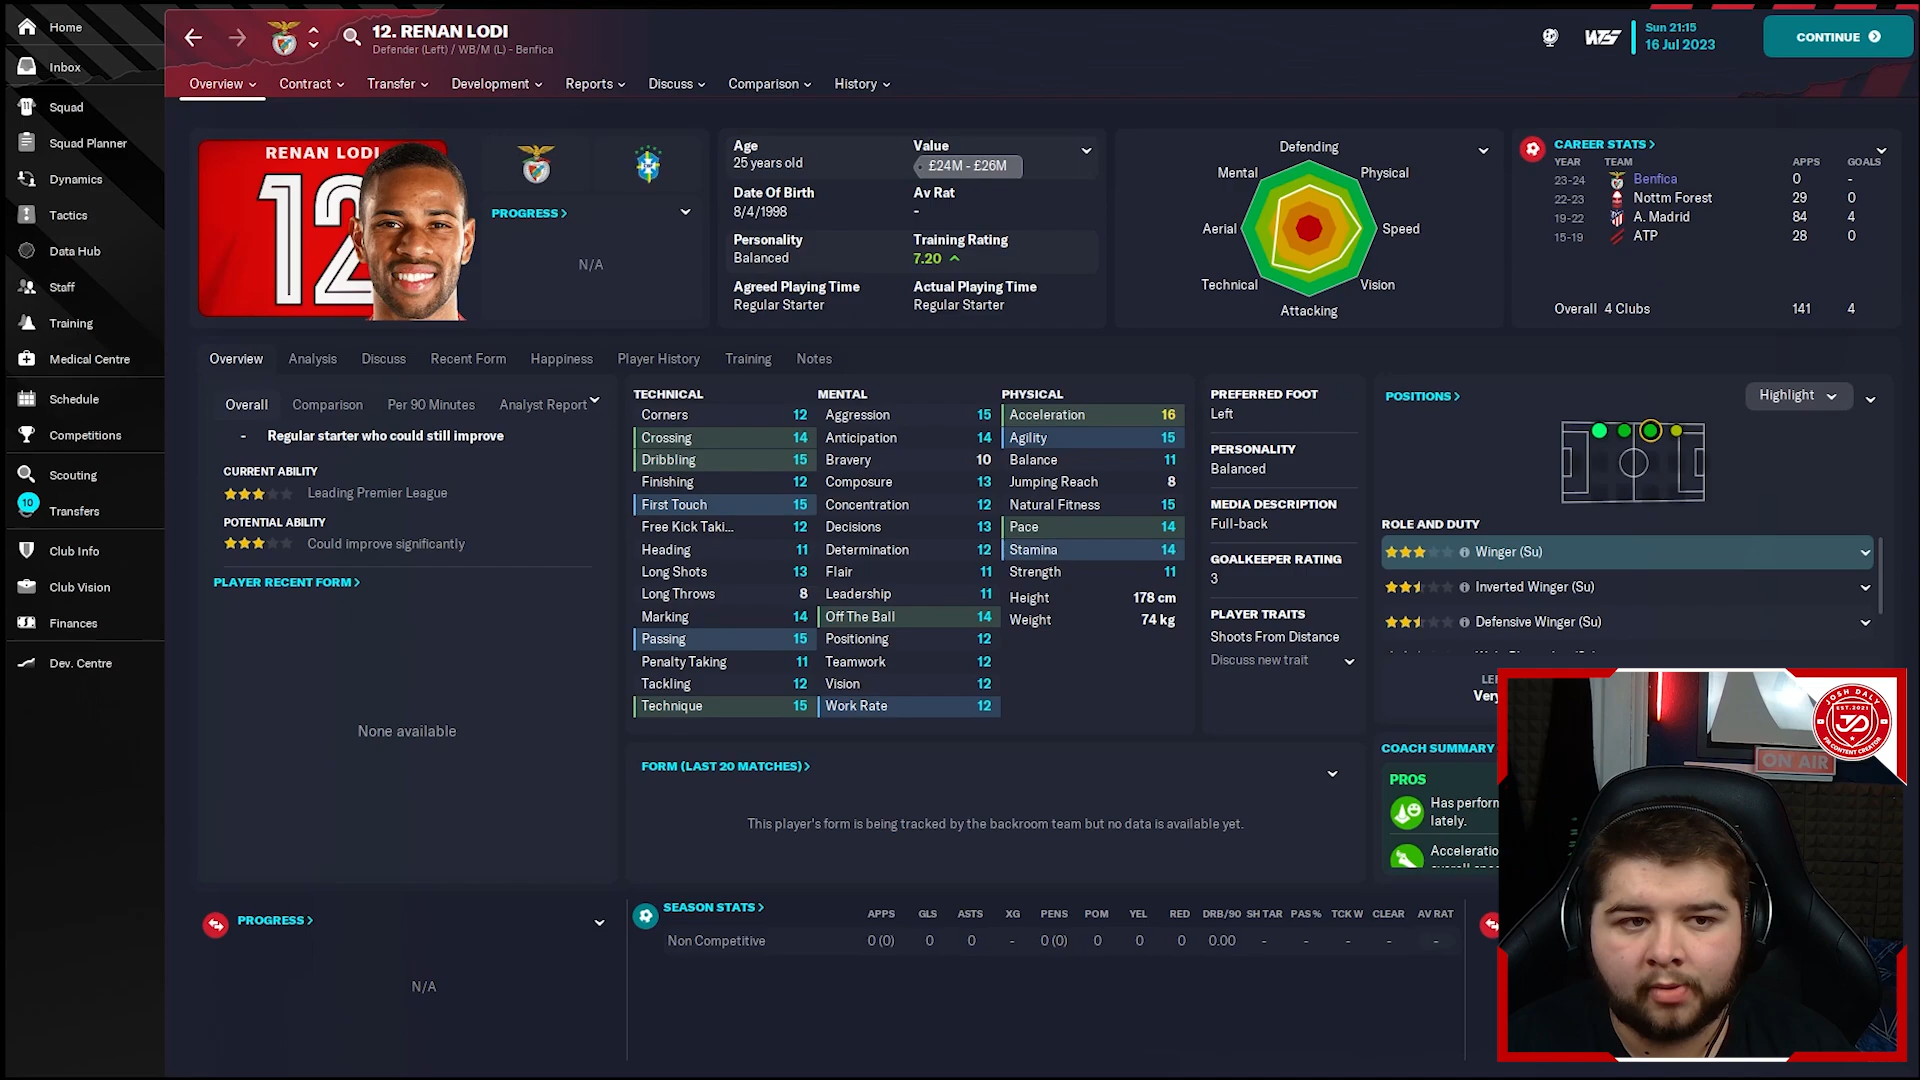 Home
Inbox
Squad
Squad Planner
Dynamics
Tactics
Data Hub
Staff
Training
Medical Centre
Schedule
Competitions
Scouting
10
Transfers
Club Info
Club Vision
Finances
Dev. Centre
12. RENAN LODI
Defender (Left) / WB/M (L) - Benfica
Sun 21:15
16 Jul 2023
CONTINUE
Overview
Contract
Transfer
Development
Reports
Discuss
Comparison
History
RENAN LODI
12
PROGRESS >
N/A
Age
25 years old
Value
£24M - £26M
Date Of Birth
8/4/1998
Av Rat
-
Personality
Balanced
Training Rating
7.20
Agreed Playing Time
Regular Starter
Actual Playing Time
Regular Starter
Defending
Mental
Physical
Aerial
Speed
Technical
Vision
Attacking
CAREER STATS >
YEAR TEAM APPS GOALS
23-24 Benfica 0 -
22-23 Nottm Forest 29 0
19-22 A. Madrid 84 4
15-19 ATP 28 0
Overall 4 Clubs 141 4
Overview
Analysis
Discuss
Recent Form
Happiness
Player History
Training
Notes
Overall
Comparison
Per 90 Minutes
Analyst Report
- Regular starter who could still improve
CURRENT ABILITY
Leading Premier League
POTENTIAL ABILITY
Could improve significantly
PLAYER RECENT FORM >
None available
TECHNICAL
Corners 12
Crossing 14
Dribbling 15
Finishing 12
First Touch 15
Free Kick Taki... 12
Heading 11
Long Shots 13
Long Throws 8
Marking 14
Passing 15
Penalty Taking 11
Tackling 12
Technique 15
MENTAL
Aggression 15
Anticipation 14
Bravery 10
Composure 13
Concentration 12
Decisions 13
Determination 12
Flair 11
Leadership 11
Off The Ball 14
Positioning 12
Teamwork 12
Vision 12
Work Rate 12
PHYSICAL
Acceleration 16
Agility 15
Balance 11
Jumping Reach 8
Natural Fitness 15
Pace 14
Stamina 14
Strength 11
Height 178 cm
Weight 74 kg
PREFERRED FOOT
Left
PERSONALITY
Balanced
MEDIA DESCRIPTION
Full-back
GOALKEEPER RATING
3
PLAYER TRAITS
Shoots From Distance
Discuss new trait
POSITIONS >
Highlight
ROLE AND DUTY
Winger (Su)
Inverted Winger (Su)
Defensive Winger (Su)
COACH SUMMARY
PROS
Has perform
lately.
Acceleratio
FORM (LAST 20 MATCHES) >
This player's form is being tracked by the backroom team but no data is available yet.
PROGRESS >
N/A
SEASON STATS >
APPS GLS ASTS XG PENS POM YEL RED DRB/90 SH TAR PAS % TCK W CLEAR AV RAT
Non Competitive 0 (0) 0 0 - 0 (0) 0 0 0 0.00 - - - - -
JOSH DALY
EST. 2021
JD
FM CONTENT CREATOR
ON AIR